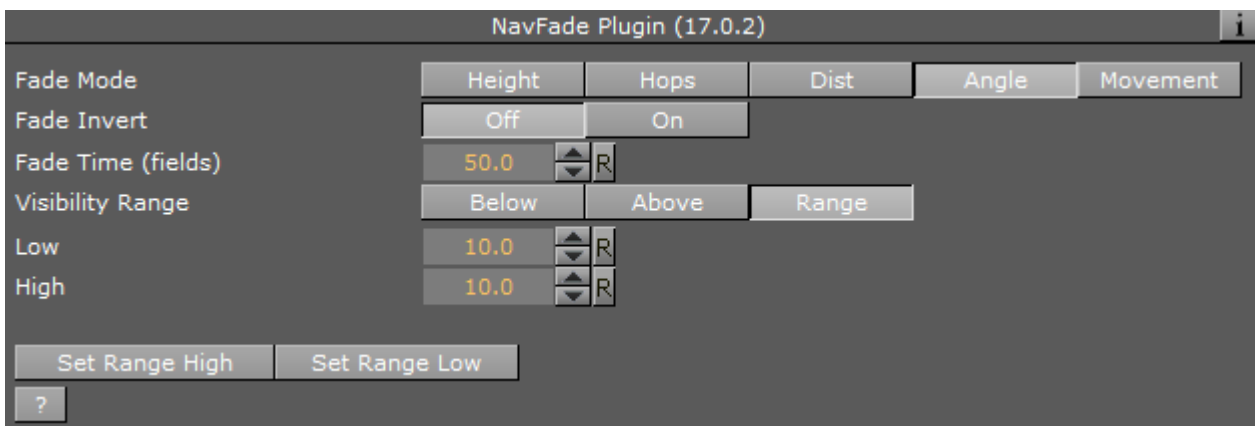 NavFade Plugin (17.0.2) i
Fade Mode Height Hops Dist Angle Movement
Fade Invert Off On
Fade Time (fields) 50.0 R
Visibility Range Below Above Range
Low 10.0 R
High 10.0 R
Set Range High Set Range Low
?